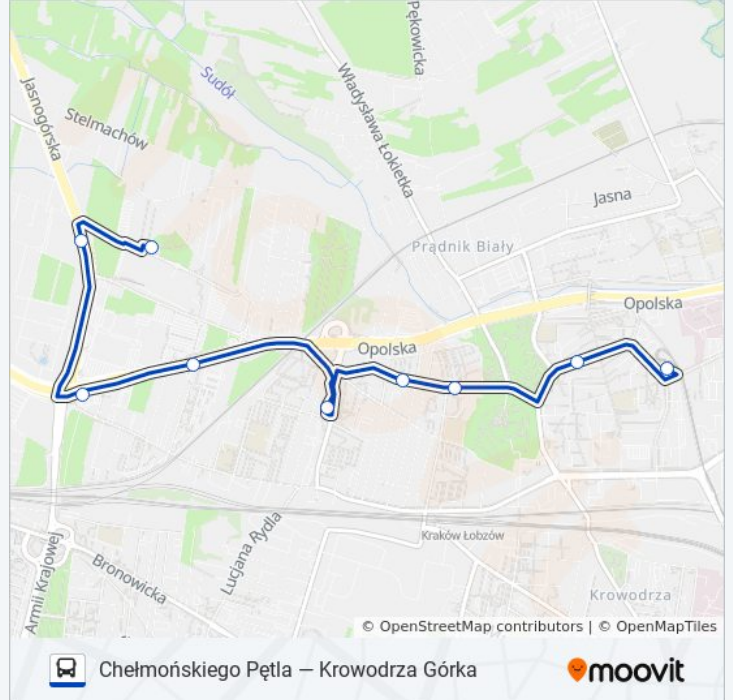 Pękowicka
Sudół
Władysława Łokietka
Jasnogórska
Stelmachów
Jasna
Prądnik Biały
Opolska
Opolska
Kraków Łobzów
Lucjana Rydla
Armii Krajowej
Bronowicka
Krowodrza
© OpenStreetMap contributors | © OpenMapTiles
Chełmońskiego Pętla — Krowodrza Górka
moovit